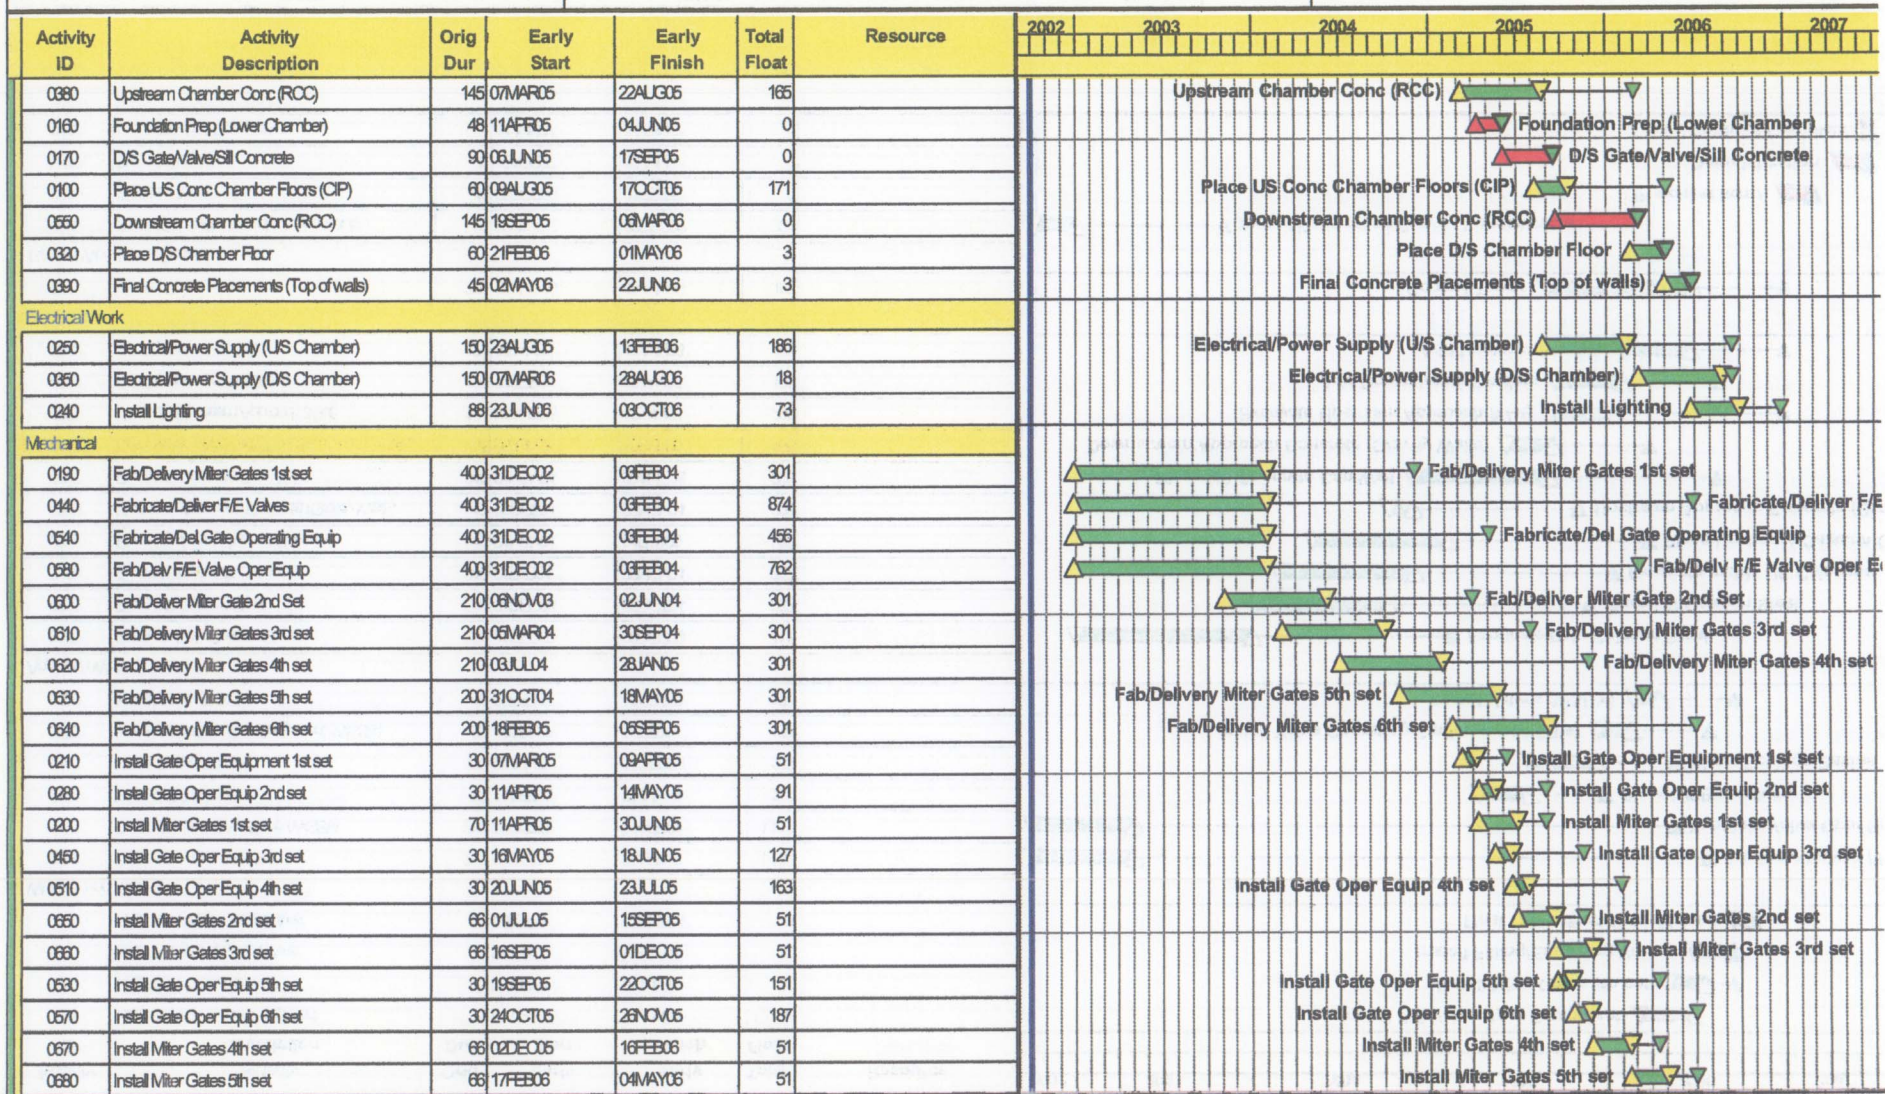 Activity ID Activity Description Orig Dur Early Start Early Finish Total Float Resource 2002 2003 2004 2005 2006 2007
0380 Upstream Chamber Conc (RCC) 145 07MAR05 22AUG05 165 Upstream Chamber Conc (RCC)
0160 Foundation Prep (Lower Chamber) 48 11APR05 04JUN05 0 Foundation Prep (Lower Chamber)
0170 D/S Gate/Valve/Sill Concrete 90 06JUN05 17SEP05 0 D/S Gate/Valve/Sill Concrete
0100 Place US Conc Chamber Floors (CIP) 60 09AUG05 17OCT05 171 Place US Conc Chamber Floors (CIP)
0550 Downstream Chamber Conc (RCC) 145 19SEP05 06MAR06 0 Downstream Chamber Conc (RCC)
0320 Place D/S Chamber Floor 60 21FEB06 01MAY06 3 Place D/S Chamber Floor
0390 Final Concrete Placements (Top of walls) 45 02MAY06 22JUN06 3 Final Concrete Placements (Top of walls)
Electrical Work
0250 Electrical/Power Supply (U/S Chamber) 150 23AUG05 13FEB06 186 Electrical/Power Supply (U/S Chamber)
0350 Electrical/Power Supply (D/S Chamber) 150 07MAR06 28AUG06 18 Electrical/Power Supply (D/S Chamber)
0240 Install Lighting 88 23JUN06 03OCT06 73 Install Lighting
Mechanical
0190 Fab/Delivery Miter Gates 1st set 400 31DEC02 03FEB04 301 Fab/Delivery Miter Gates 1st set
0440 Fabricate/Deliver F/E Valves 400 31DEC02 03FEB04 874 Fabricate/Deliver F/E
0540 Fabricate/Del Gate Operating Equip 400 31DEC02 03FEB04 456 Fabricate/Del Gate Operating Equip
0580 Fab/Delv F/E Valve Oper Equip 400 31DEC02 03FEB04 762 Fab/Delv F/E Valve Oper E
0600 Fab/Deliver Miter Gate 2nd Set 210 06NOV03 02JUN04 301 Fab/Deliver Miter Gate 2nd Set
0610 Fab/Delivery Miter Gates 3rd set 210 05MAR04 30SEP04 301 Fab/Delivery Miter Gates 3rd set
0620 Fab/Delivery Miter Gates 4th set 210 03JUL04 28JAN05 301 Fab/Delivery Miter Gates 4th set
0630 Fab/Delivery Miter Gates 5th set 200 31OCT04 18MAY05 301 Fab/Delivery Miter Gates 5th set
0640 Fab/Delivery Miter Gates 6th set 200 18FEB05 05SEP05 301 Fab/Delivery Miter Gates 6th set
0210 Install Gate Oper Equipment 1st set 30 07MAR05 09APR05 51 Install Gate Oper Equipment 1st set
0280 Install Gate Oper Equip 2nd set 30 11APR05 14MAY05 91 Install Gate Oper Equip 2nd set
0200 Install Miter Gates 1st set 70 11APR05 30JUN05 51 Install Miter Gates 1st set
0450 Install Gate Oper Equip 3rd set 30 16MAY05 18JUN05 127 Install Gate Oper Equip 3rd set
0510 Install Gate Oper Equip 4th set 30 20JUN05 23JUL05 163 Install Gate Oper Equip 4th set
0650 Install Miter Gates 2nd set 66 01JUL05 15SEP05 51 Install Miter Gates 2nd set
0660 Install Miter Gates 3rd set 66 16SEP05 01DEC05 51 Install Miter Gates 3rd set
0530 Install Gate Oper Equip 5th set 30 19SEP05 22OCT05 151 Install Gate Oper Equip 5th set
0570 Install Gate Oper Equip 6th set 30 24OCT05 26NOV05 187 Install Gate Oper Equip 6th set
0670 Install Miter Gates 4th set 66 02DEC05 16FEB06 51 Install Miter Gates 4th set
0680 Install Miter Gates 5th set 66 17FEB06 04MAY06 51 Install Miter Gates 5th set